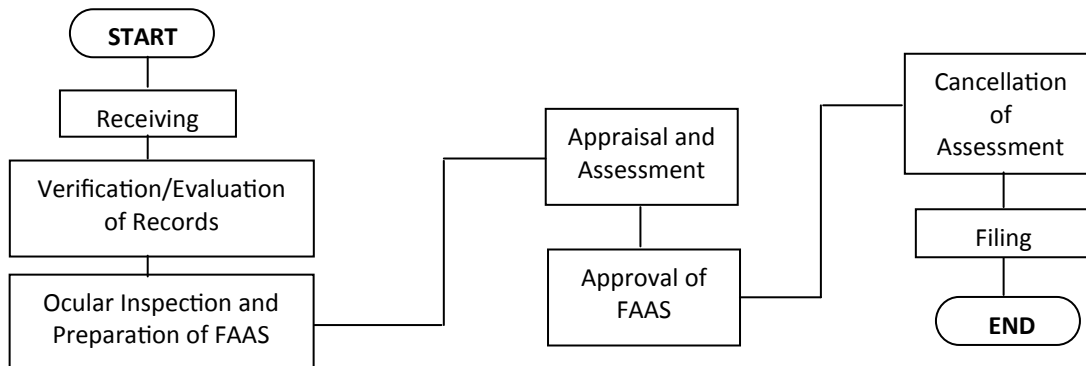 START
Receiving
Verification/Evaluation
of Records
Ocular Inspection and
Preparation of FAAS
Appraisal and
Assessment
Approval of
FAAS
Cancellation
of
Assessment
Filing
END